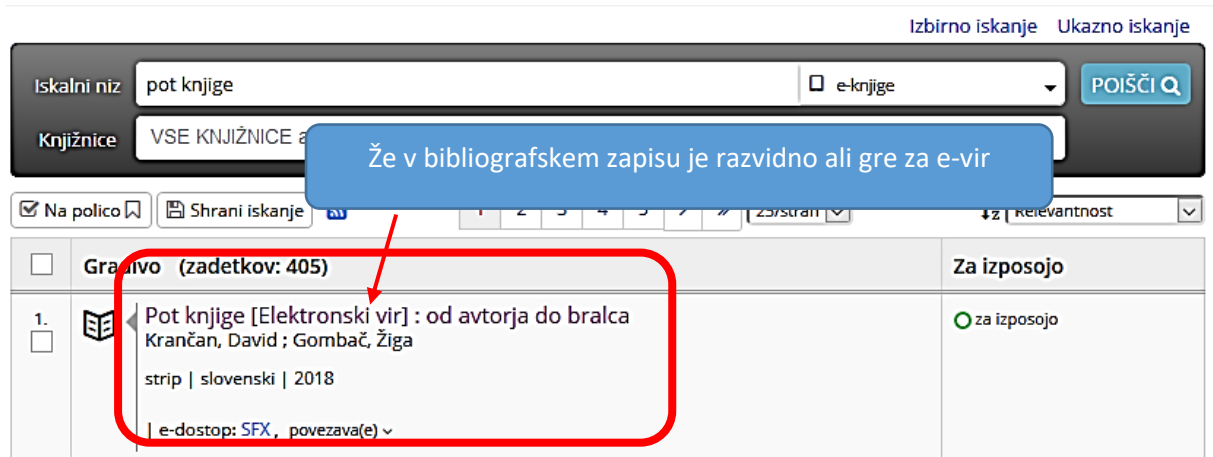 Izbirno iskanje Ukazno iskanje
Iskalni niz pot knjige e-knjige POIŠČI
Knjižnice VSE KNJIŽNICE
Že v bibliografskem zapisu je razvidno ali gre za e-vir
Na polico Shrani iskanje 1 2 3 4 5 > » 25/stran Relevantnost
Gradivo (zadetkov: 405) Za izposojo
1. Pot knjige [Elektronski vir] : od avtorja do bralca za izposojo
Krančan, David ; Gombač, Žiga
strip | slovenski | 2018
| e-dostop: SFX , povezava(e)